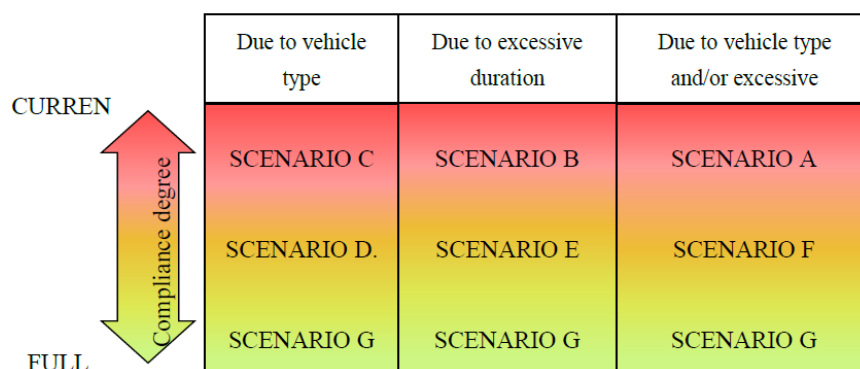 Due to vehicle
type
Due to excessive
duration
Due to vehicle type
and/or excessive
CURREN
Compliance degree
SCENARIO C
SCENARIO B
SCENARIO A
SCENARIO D.
SCENARIO E
SCENARIO F
SCENARIO G
SCENARIO G
SCENARIO G
FULL